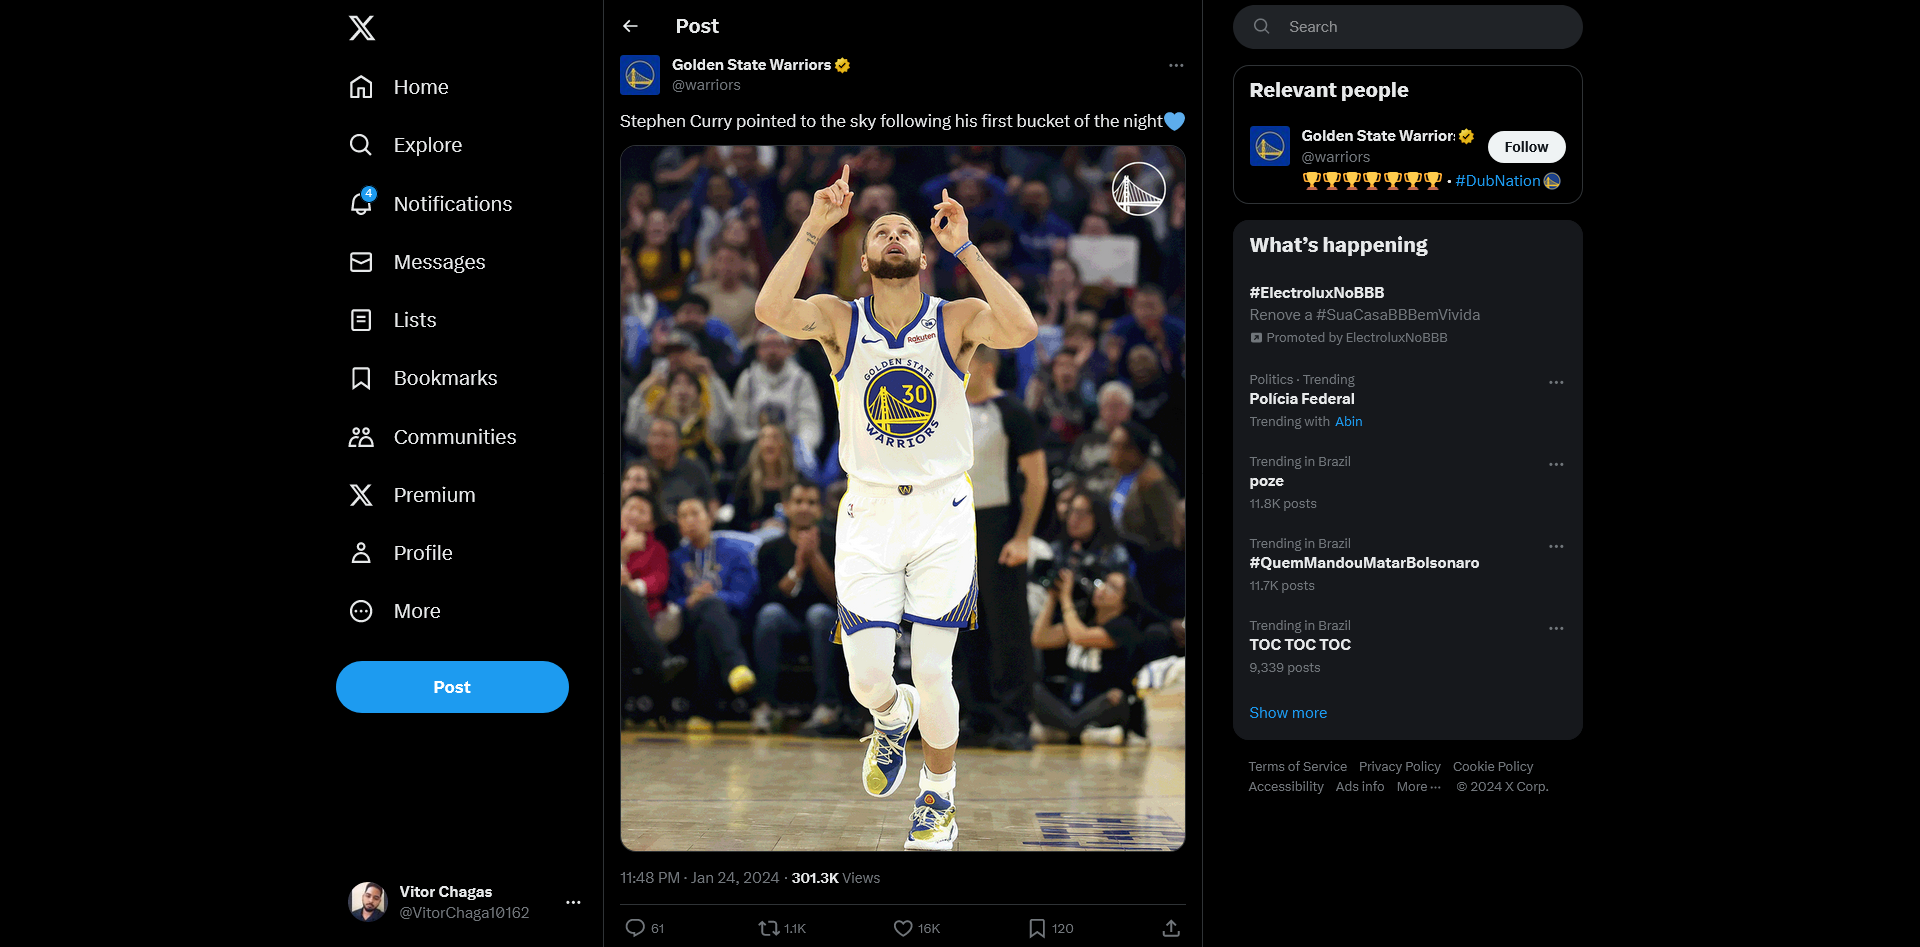 Home
Explore
4
Notifications
Messages
Lists
Bookmarks
Communities
Premium
Profile
More
Post
Vitor Chagas
@VitorChaga10162
Post
Golden State Warriors
@warriors
Stephen Curry pointed to the sky following his first bucket of the night
Rakuten
GOLDEN STATE
30
WARRIORS
11:48 PM · Jan 24, 2024 · 301.3K Views
61
1.1K
16K
120
Search
Relevant people
Golden State Warriors
@warriors
Follow
• #DubNation
What’s happening
#ElectroluxNoBBB
Renove a #SuaCasaBBBemVivida
Promoted by ElectroluxNoBBB
Politics · Trending
Polícia Federal
Trending with Abin
Trending in Brazil
poze
11.8K posts
Trending in Brazil
#QuemMandouMatarBolsonaro
11.7K posts
Trending in Brazil
TOC TOC TOC
9,339 posts
Show more
Terms of Service Privacy Policy Cookie Policy
Accessibility Ads info More ··· © 2024 X Corp.